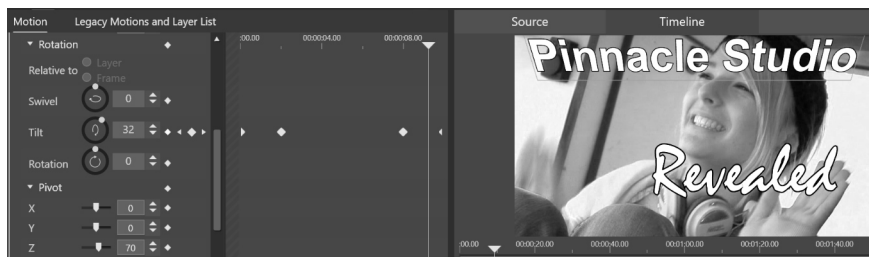 Motion Legacy Motions and Layer List
Source Timeline
Rotation
:00.00 00:00:04.00 00:00:08.00
Relative to Layer
Frame
Swivel 0
Tilt 32
Rotation 0
Pivot
X 0
Y 0
Z 70
Pinnacle Studio
Revealed
:00.00 00:00;20.00 00:00;40.00 00:01;00.00 00:01;20.00 00:01;40.00